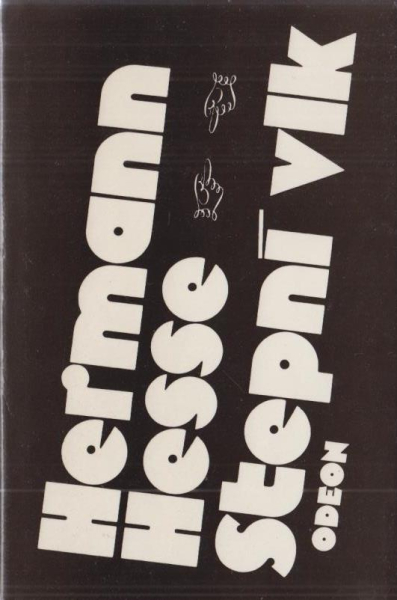 Hermann
Hesse
Stepní vlk
ODEON